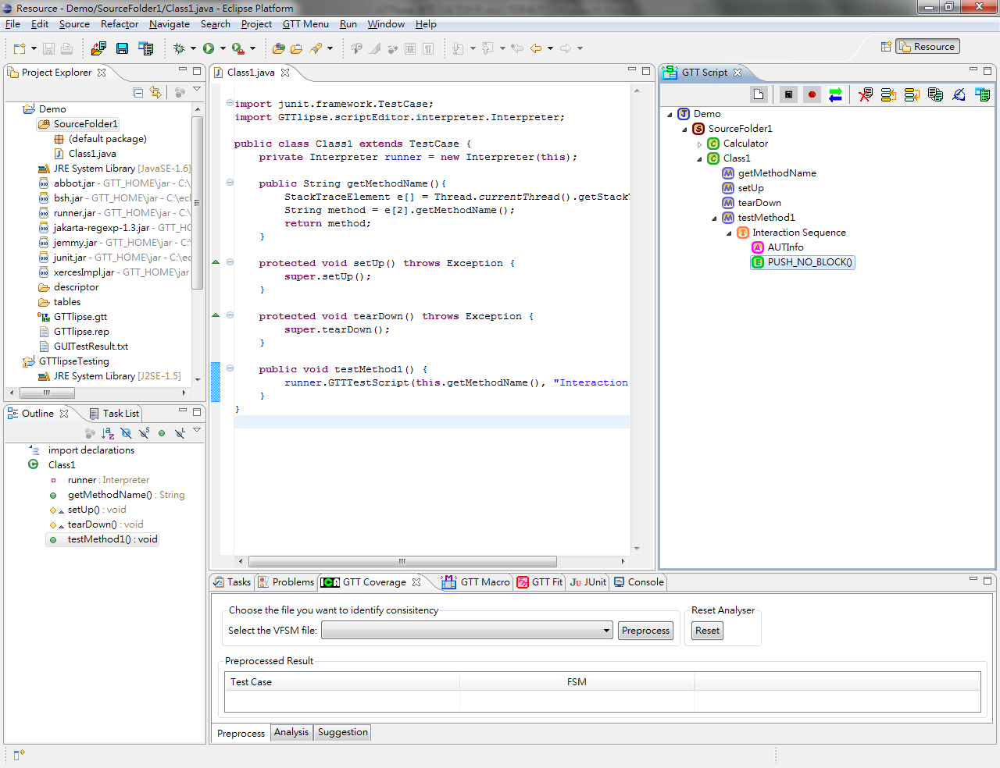 Resource - Demo/SourceFolder1/Class1.java - Eclipse Platform
File Edit Source Refactor Navigate Search Project GTT Menu Run Window Help
Resource
Project Explorer
Demo
SourceFolder1
(default package)
Class1.java
JRE System Library [JavaSE-1.6]
abbot.jar - GTT_HOME\jar - C:\
bsh.jar - GTT_HOME\jar - C:\ecl
runner.jar - GTT_HOME\jar - C:\
jakarta-regexp-1.3.jar - GTT_HO
jemmy.jar - GTT_HOME\jar - C:\
junit.jar - GTT_HOME\jar - C:\ec
xercesImpl.jar - GTT_HOME\jar
descriptor
tables
GTTlipse.gtt
GTTlipse.rep
GUITestResult.txt
GTTlipseTesting
JRE System Library [J2SE-1.5]
Outline
Task List
import declarations
Class1
runner : Interpreter
getMethodName() : String
setUp() : void
tearDown() : void
testMethod1() : void
Class1.java
import junit.framework.TestCase;
import GTTlipse.scriptEditor.interpreter.Interpreter;
public class Class1 extends TestCase {
private Interpreter runner = new Interpreter(this);
public String getMethodName(){
StackTraceElement e[] = Thread.currentThread().getStackT
String method = e[2].getMethodName();
return method;
}
protected void setUp() throws Exception {
super.setUp();
}
protected void tearDown() throws Exception {
super.tearDown();
}
public void testMethod1() {
runner.GTTTestScript(this.getMethodName(), "Interaction
}
}
GTT Script
Demo
SourceFolder1
Calculator
Class1
getMethodName
setUp
tearDown
testMethod1
Interaction Sequence
AUTInfo
PUSH_NO_BLOCK()
Tasks Problems GTT Coverage GTT Macro GTT Fit JUnit Console
Choose the file you want to identify consisitency
Select the VFSM file:
Preprocess
Reset Analyser
Reset
Preprocessed Result
Test Case FSM
Preprocess Analysis Suggestion